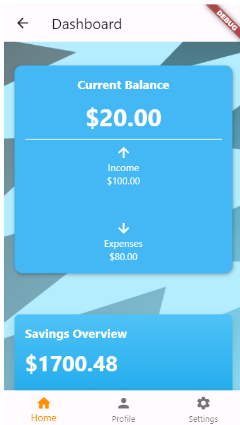 Dashboard
DEBUG
Current Balance
$20.00
Income
$100.00
Expenses
$80.00
Savings Overview
$1700.48
Home
Profile
Settings